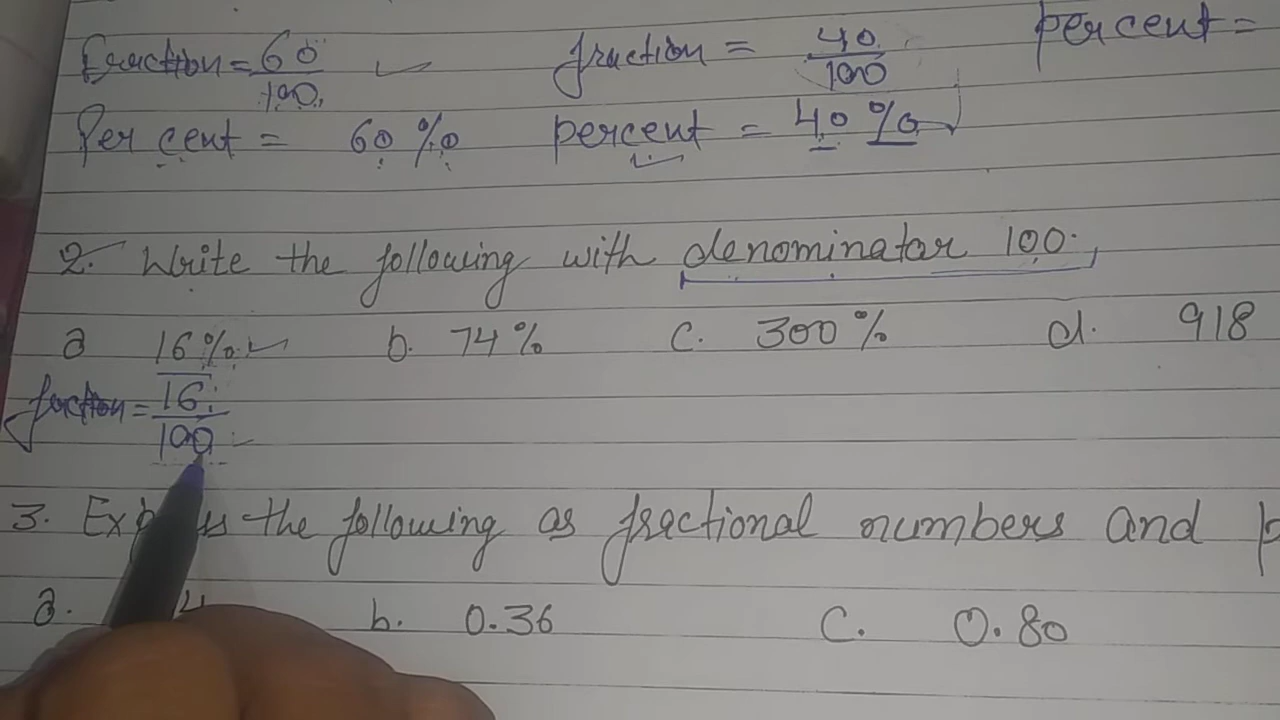 fraction = 60/100 fraction = 40/100 percent =
Per cent = 60% percent = 40%
2. Write the following with denominator 100.
a 16% b. 74% c. 300% d. 918
fraction = 16/100
3. the following as fractional numbers and
a. 4 b. 0.36 c. 0.80